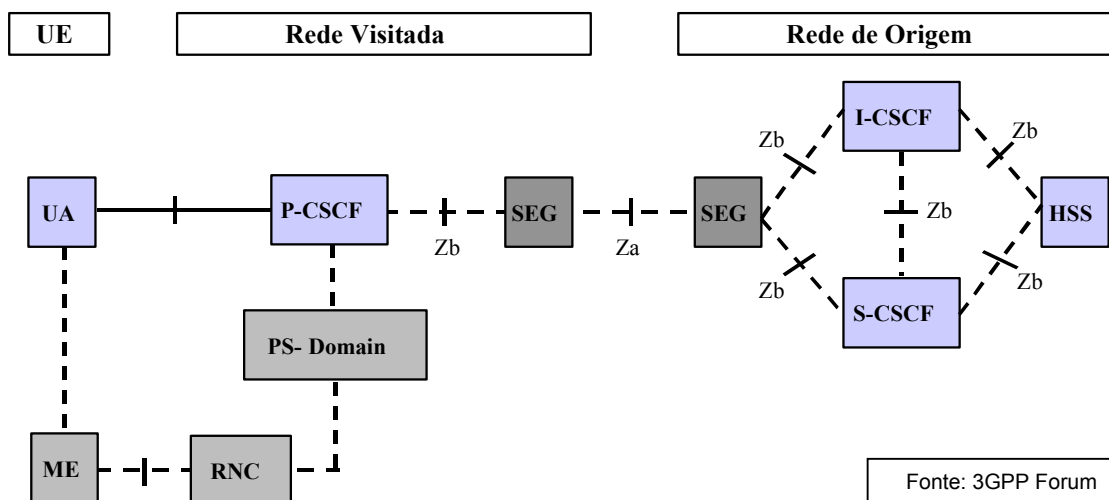 UE
Rede Visitada
Rede de Origem
I-CSCF
Zb
Zb
UA
P-CSCF
SEG
SEG
Zb
HSS
Zb
Za
Zb
Zb
S-CSCF
PS- Domain
ME
RNC
Fonte: 3GPP Forum